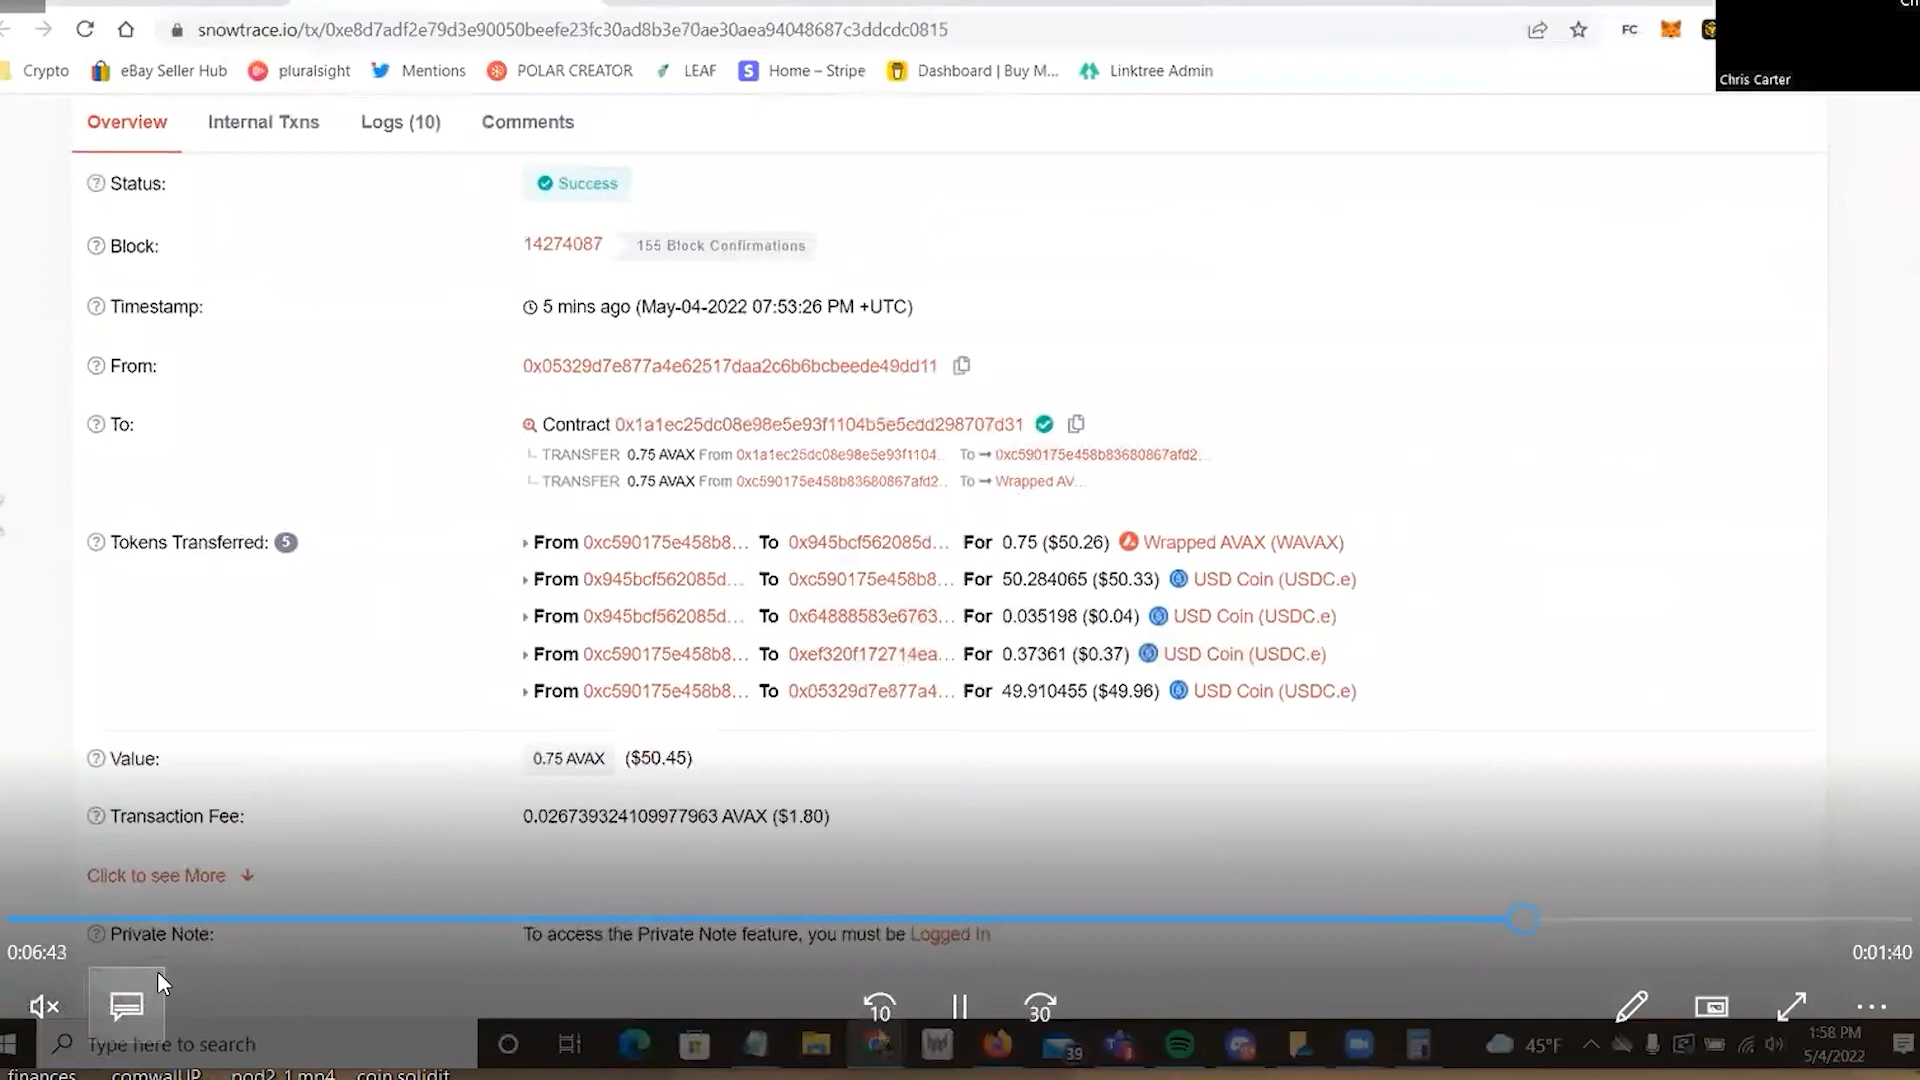 snowtrace.io/tx/0xe8d7adf2e79d3e90050beefe23fc30ad8b3e70ae30aea94048687c3ddcdc0815
FC
Crypto eBay Seller Hub pluralsight Mentions POLAR CREATOR LEAF Home – Stripe Dashboard | Buy M... Linktree Admin
Chris Carter
Overview Internal Txns Logs (10) Comments
Status: Success
Block: 14274087 155 Block Confirmations
Timestamp: 5 mins ago (May-04-2022 07:53:26 PM +UTC)
From: 0x05329d7e877a4e62517daa2c6b6bcbeede49dd11
To: Contract 0x1a1ec25dc08e98e5e93f1104b5e5cdd298707d31
TRANSFER 0.75 AVAX From 0x1a1ec25dc08e98e5e93f1104.. To → 0xc590175e458b83680867afd2...
TRANSFER 0.75 AVAX From 0xc590175e458b83680867afd2.. To → Wrapped AV...
Tokens Transferred: 5
From 0xc590175e458b8... To 0x945bcf562085d... For 0.75 ($50.26) Wrapped AVAX (WAVAX)
From 0x945bcf562085d... To 0xc590175e458b8... For 50.284065 ($50.33) USD Coin (USDC.e)
From 0x945bcf562085d... To 0x64888583e6763... For 0.035198 ($0.04) USD Coin (USDC.e)
From 0xc590175e458b8... To 0xef320f172714ea... For 0.37361 ($0.37) USD Coin (USDC.e)
From 0xc590175e458b8... To 0x05329d7e877a4... For 49.910455 ($49.96) USD Coin (USDC.e)
Value: 0.75 AVAX ($50.45)
Transaction Fee: 0.026739324109977963 AVAX ($1.80)
Click to see More
Private Note: To access the Private Note feature, you must be Logged In
0:06:43 0:01:40
10 30
Type here to search
39
45°F
1:58 PM
5/4/2022
finances comwallUP pod2_1.mp4 coin solidit